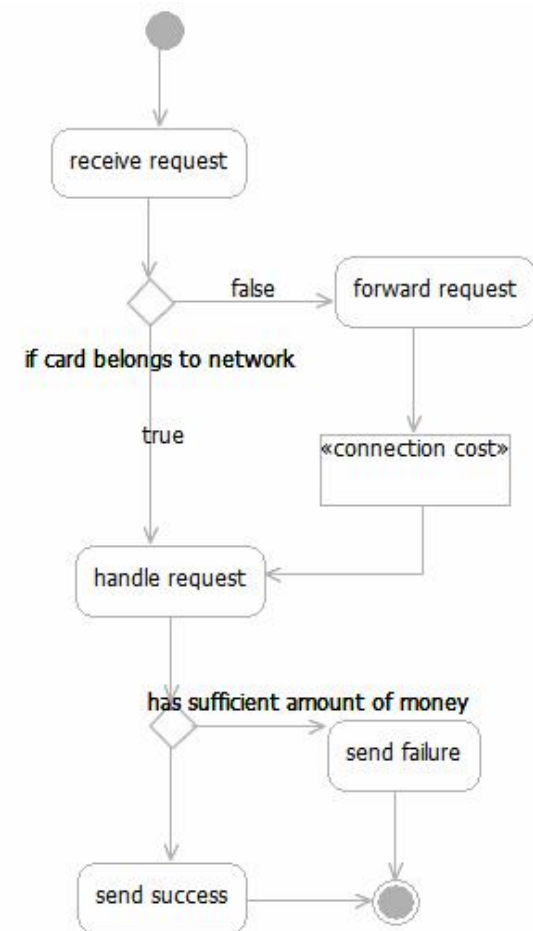 receive request
false
forward request
if card belongs to network
true
«connection cost»
handle request
has sufficient amount of money
send failure
send success